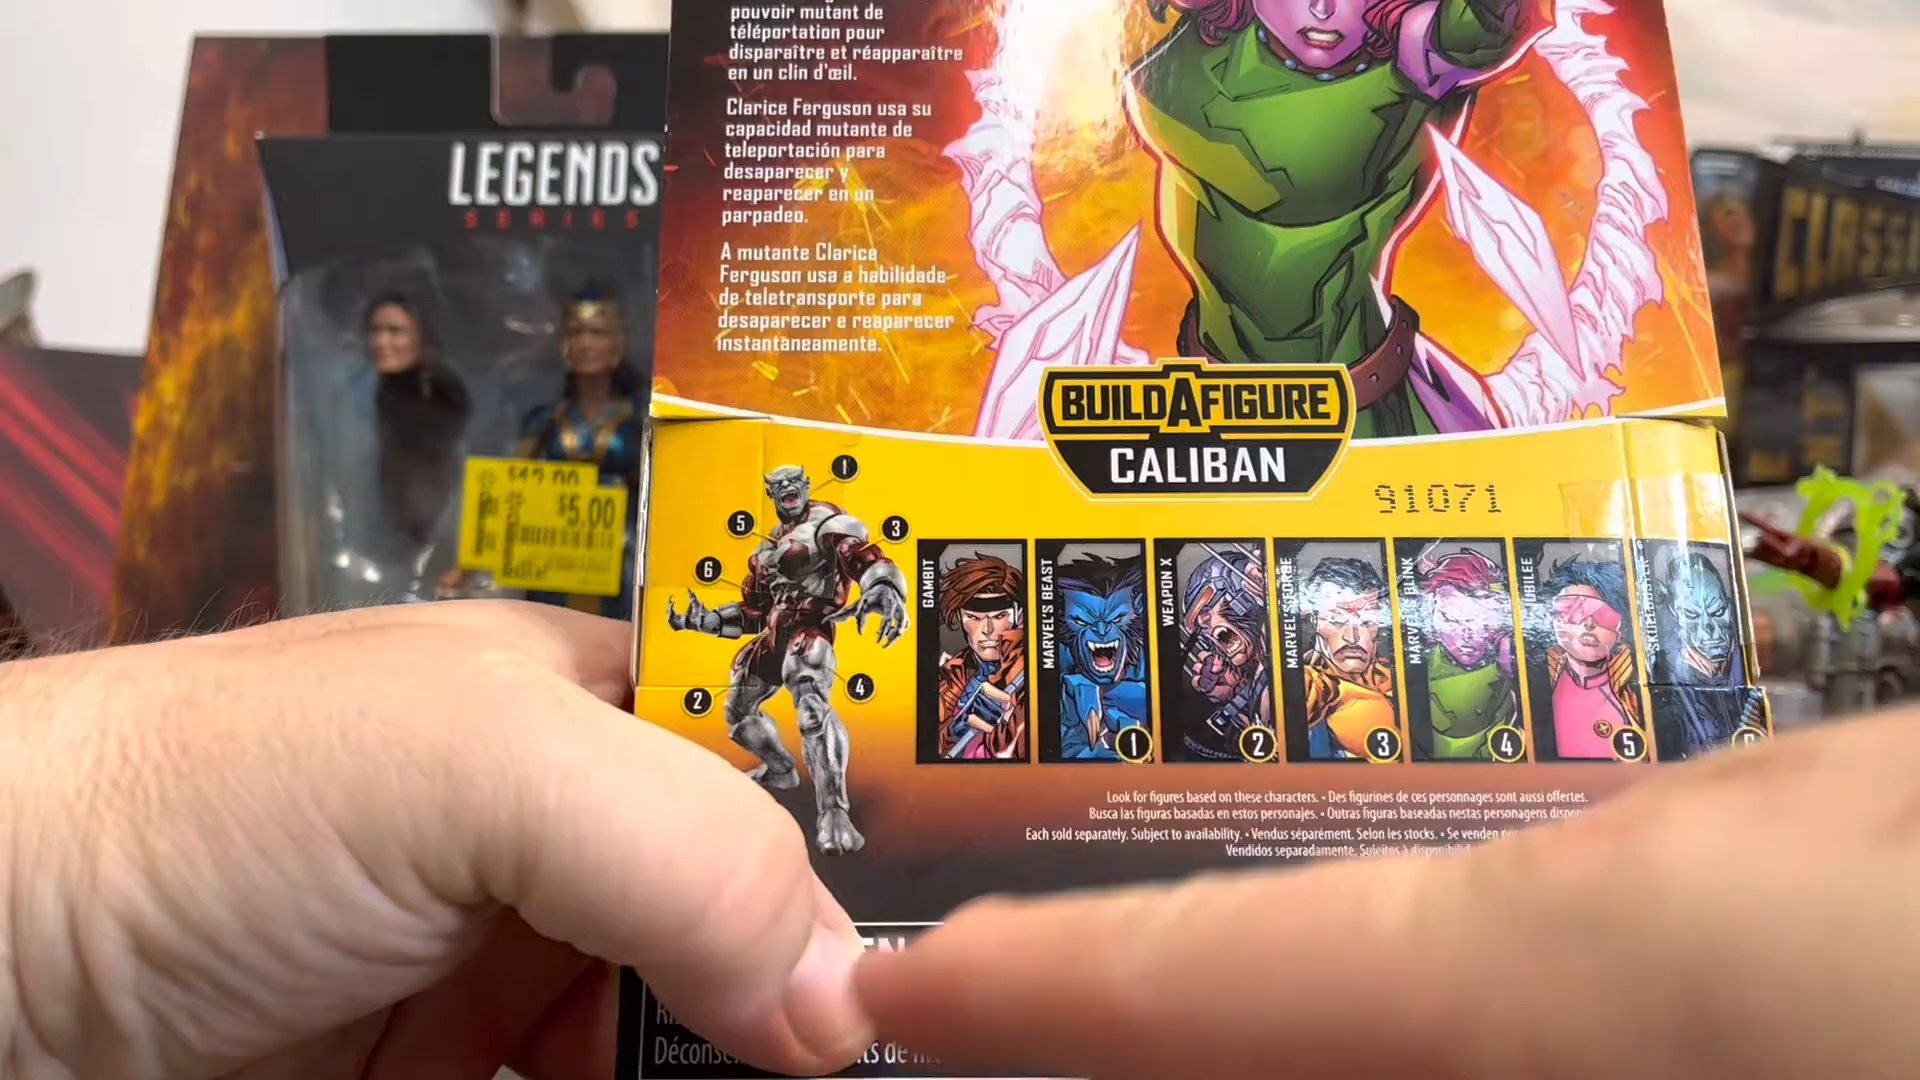 pouvoir mutant de
téléportation pour
disparaître et réapparaître
en un clin d'œil.
Clarice Ferguson usa su
capacidad mutante de
teleportación para
desaparecer y
reaparecer en un
parpadeo.
A mutante Clarice
Ferguson usa a habilidade
de teletransporte para
desaparecer e reaparecer
instantaneamente.
LEGENDS
SERIES
$5.00
BUILD A FIGURE
CALIBAN
91071
1
5
3
6
2
4
GAMBIT
MARVEL'S BEAST
1
WEAPON X
2
MARVEL'S FORGE
3
MARVEL'S BLINK
4
JUBILEE
5
Look for figures based on these characters. • Des figurines de ces personnages sont aussi offertes.
Busca las figuras basadas en estos personajes. • Outras figuras baseadas nestas personagens
Each sold separately. Subject to availability. • Vendus séparément. Selon les stocks. • Se venden
Vendidos separadamente. Sujeitos à